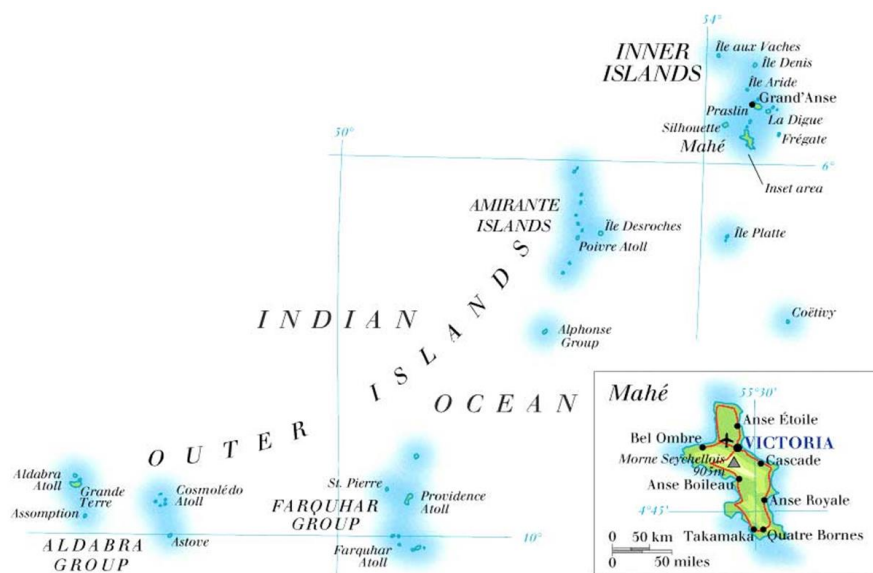 54°
INNER
ISLANDS
Île aux Vaches
Île Denis
Île Aride
Grand'Anse
Praslin
La Digue
Silhouette
Frégate
Mahé
6°
Inset area
50°
AMIRANTE
ISLANDS
Île Desroches
Poivre Atoll
Île Platte
INDIAN
OCEAN
OUTER ISLANDS
Coëtivy
Alphonse
Group
Aldabra
Atoll
Grande
Terre
Assomption
Cosmolédo
Atoll
Astove
ALDABRA
GROUP
St. Pierre
Providence
Atoll
FARQUHAR
GROUP
Farquhar
Atoll
10°
Mahé
55°30'
Anse Étoile
Bel Ombre
VICTORIA
Morne Seychellois
905m
Cascade
Anse Boileau
Anse Royale
4°45'
Takamaka
Quatre Bornes
0 50 km
0 50 miles